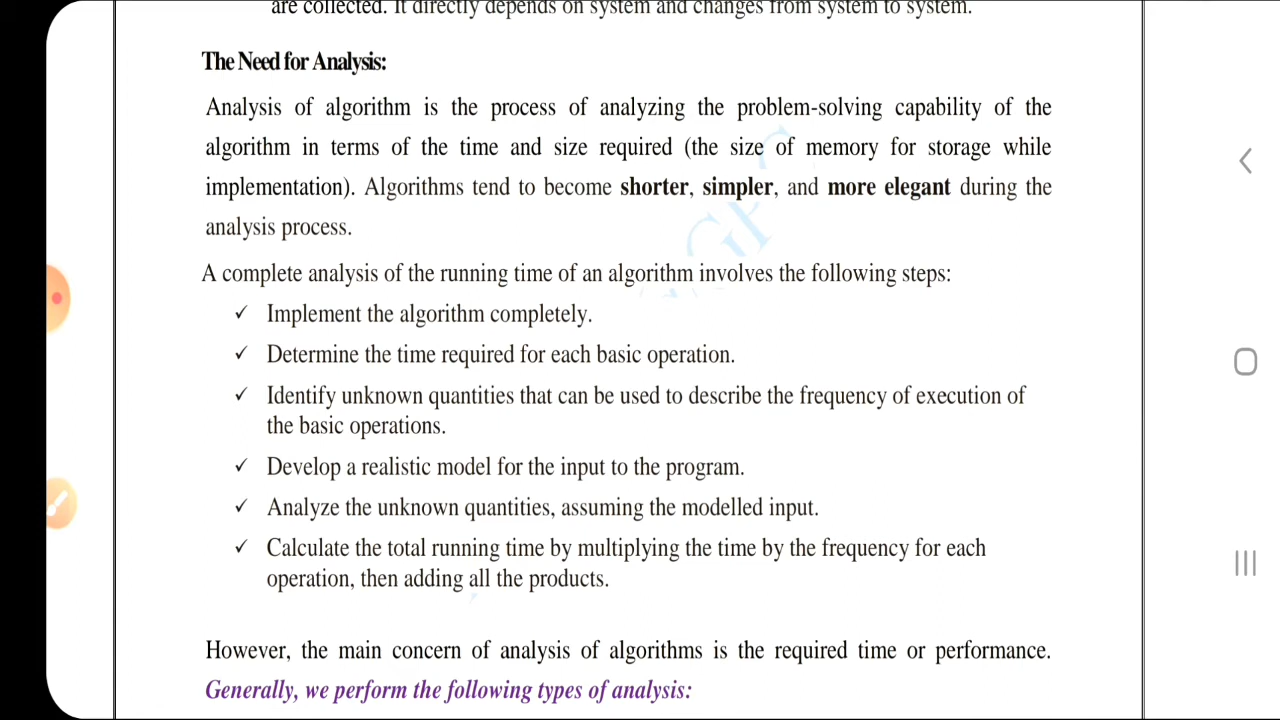 are collected. It directly depends on system and changes from system to system.
The Need for Analysis:
Analysis of algorithm is the process of analyzing the problem-solving capability of the
algorithm in terms of the time and size required (the size of memory for storage while
implementation). Algorithms tend to become shorter, simpler, and more elegant during the
analysis process.
A complete analysis of the running time of an algorithm involves the following steps:
✓ Implement the algorithm completely.
✓ Determine the time required for each basic operation.
✓ Identify unknown quantities that can be used to describe the frequency of execution of
the basic operations.
✓ Develop a realistic model for the input to the program.
✓ Analyze the unknown quantities, assuming the modelled input.
✓ Calculate the total running time by multiplying the time by the frequency for each
operation, then adding all the products.
However, the main concern of analysis of algorithms is the required time or performance.
Generally, we perform the following types of analysis: